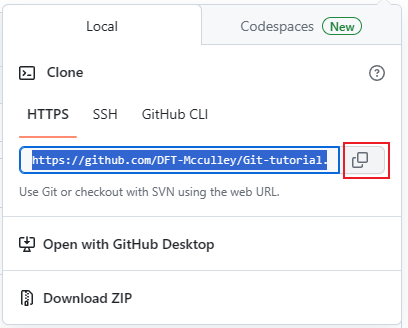 Local
Codespaces New
Clone
?
HTTPS SSH GitHub CLI
https://github.com/DFT-Mcculley/Git-tutorial.
Use Git or checkout with SVN using the web URL.
Open with GitHub Desktop
Download ZIP